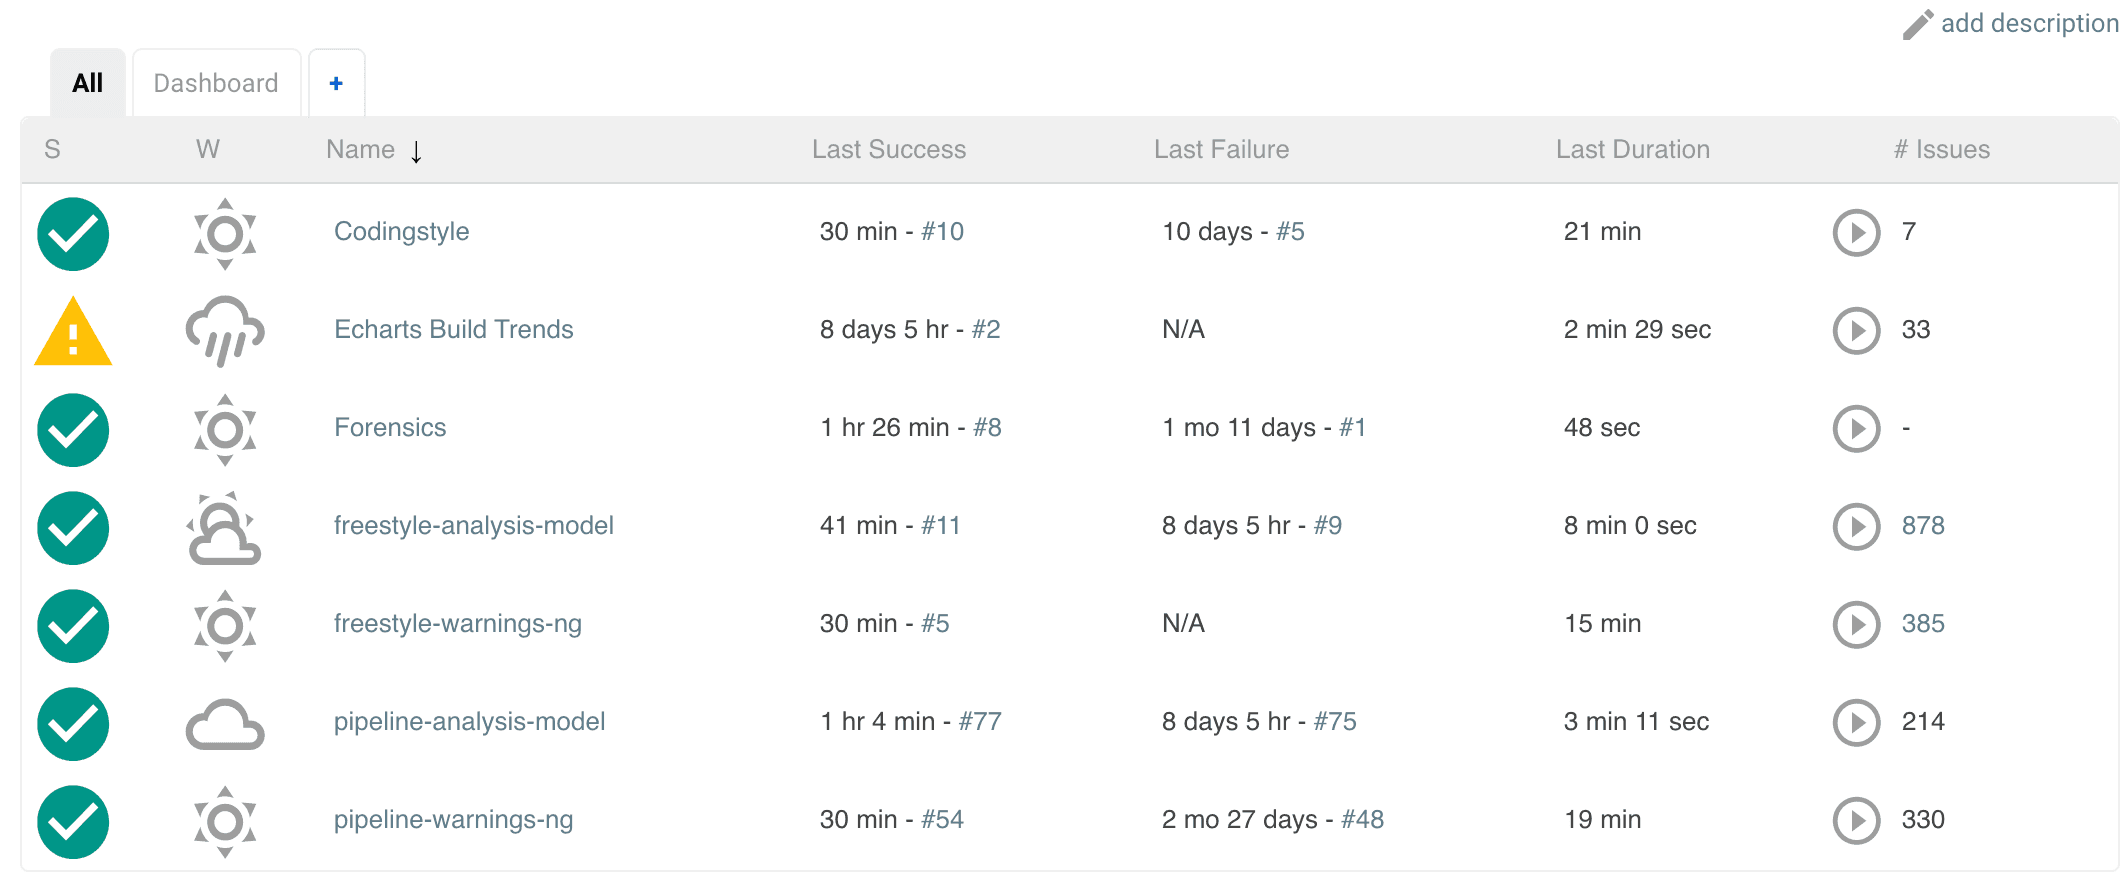 add description
All Dashboard +
S W Name ↓ Last Success Last Failure Last Duration # Issues
Codingstyle 30 min - #10 10 days - #5 21 min 7
Echarts Build Trends 8 days 5 hr - #2 N/A 2 min 29 sec 33
Forensics 1 hr 26 min - #8 1 mo 11 days - #1 48 sec -
freestyle-analysis-model 41 min - #11 8 days 5 hr - #9 8 min 0 sec 878
freestyle-warnings-ng 30 min - #5 N/A 15 min 385
pipeline-analysis-model 1 hr 4 min - #77 8 days 5 hr - #75 3 min 11 sec 214
pipeline-warnings-ng 30 min - #54 2 mo 27 days - #48 19 min 330